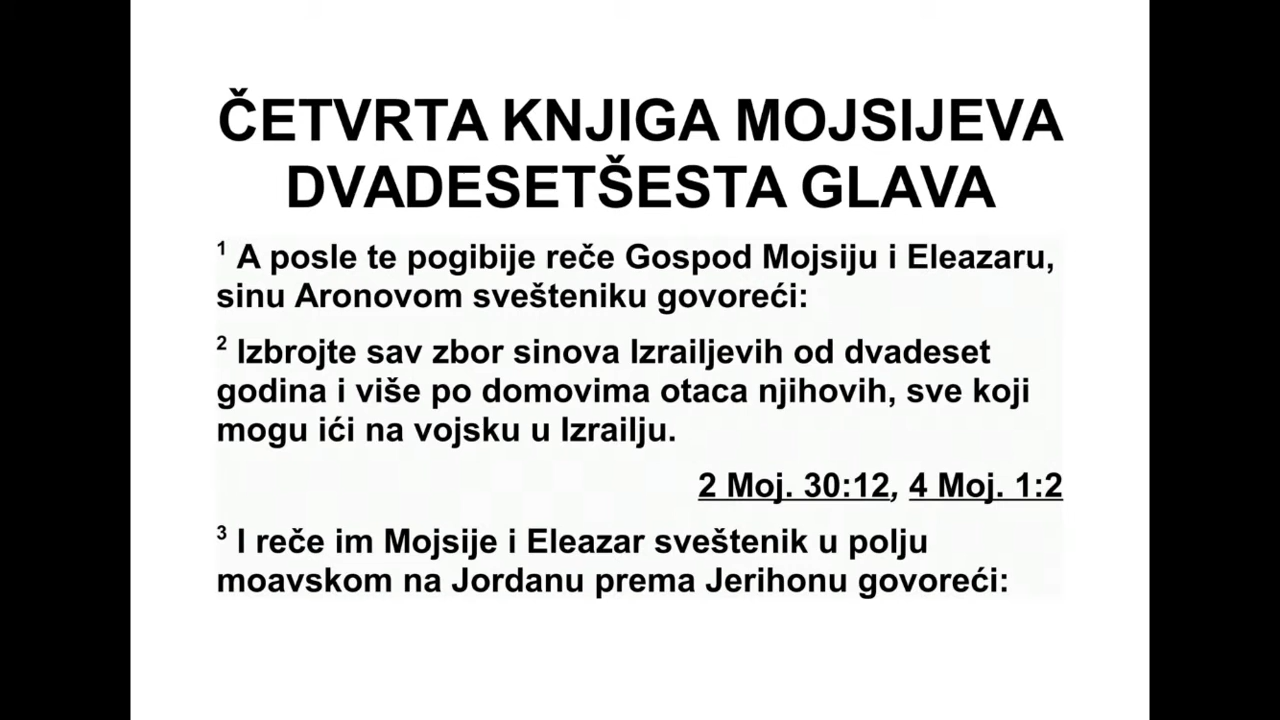 ČETVRTA KNJIGA MOJSIJEVA
DVADESETŠESTA GLAVA
1 A posle te pogibije reče Gospod Mojsiju i Eleazaru,
sinu Aronovom svešteniku govoreći:
2 Izbrojte sav zbor sinova Izrailjevih od dvadeset
godina i više po domovima otaca njihovih, sve koji
mogu ići na vojsku u Izrailju.
2 Moj. 30:12, 4 Moj. 1:2
3 I reče im Mojsije i Eleazar sveštenik u polju
moavskom na Jordanu prema Jerihonu govoreći: